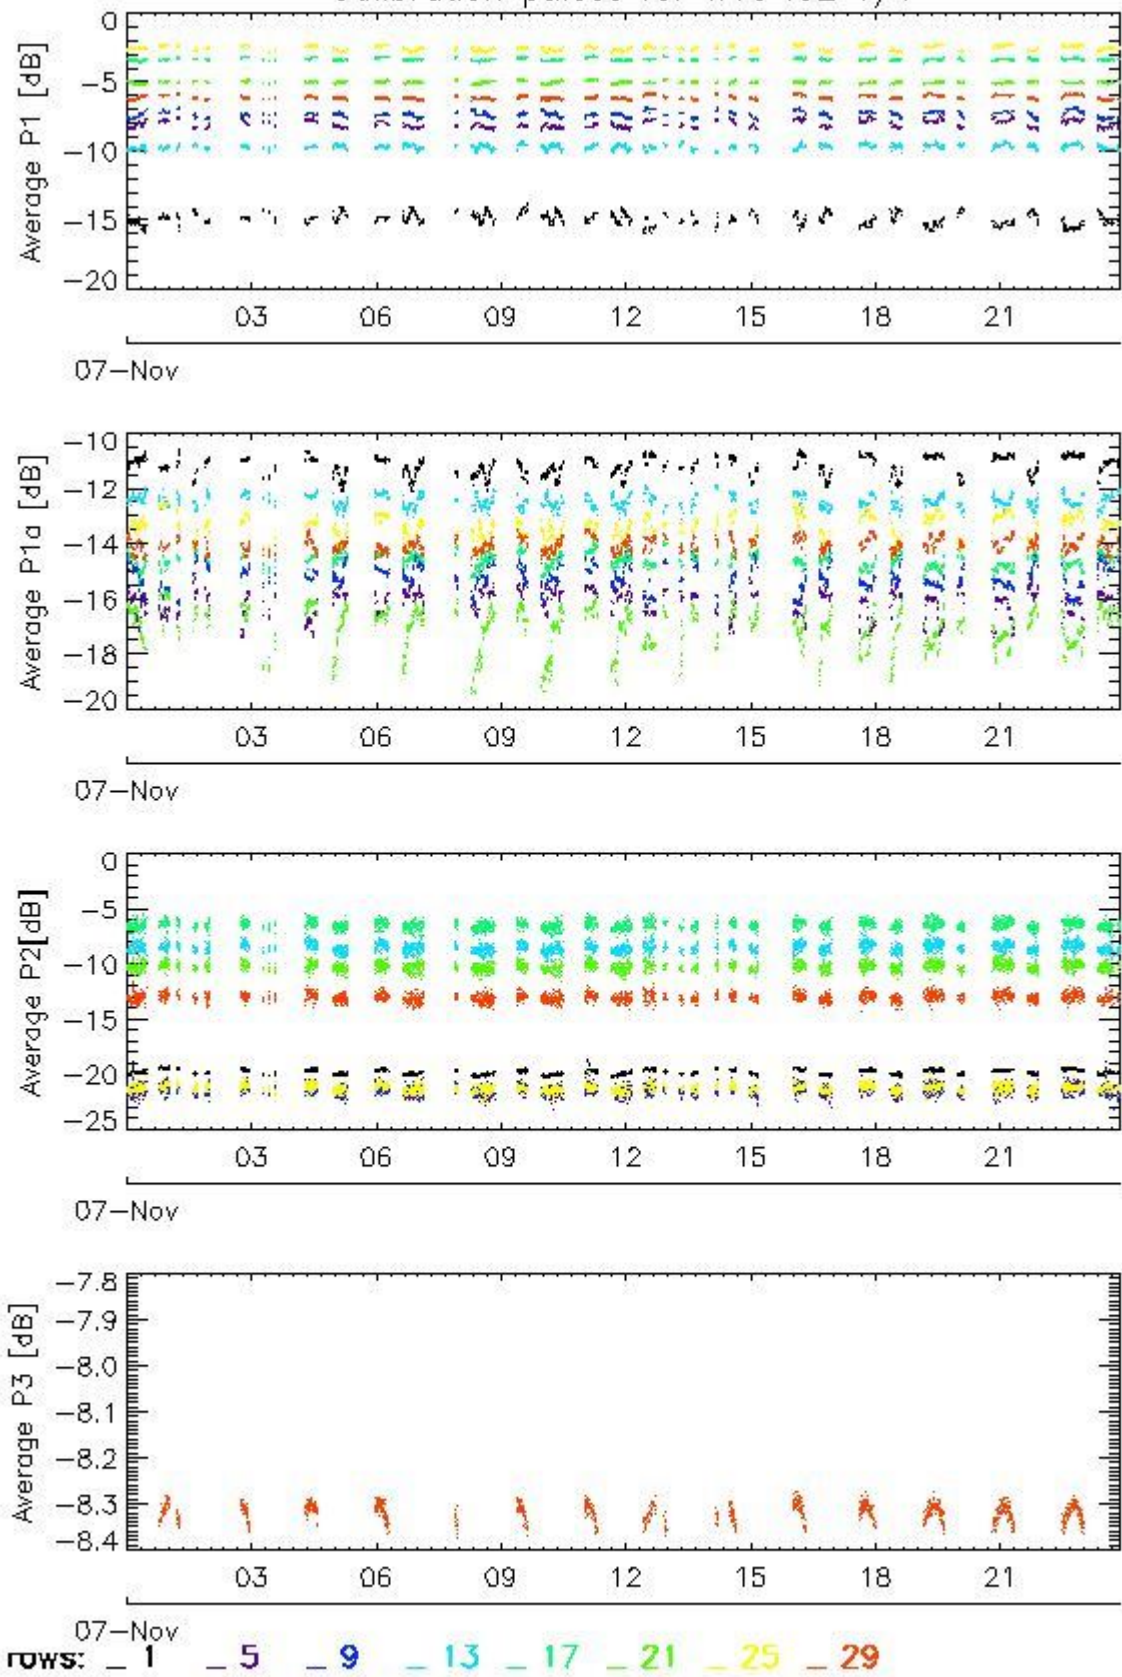 0
−5
−10
−15
−20
Average P1 [dB]
03 06 09 12 15 18 21
07−Nov
−10
−12
−14
−16
−18
−20
Average P1a [dB]
03 06 09 12 15 18 21
07−Nov
0
−5
−10
−15
−20
−25
Average P2[dB]
03 06 09 12 15 18 21
07−Nov
−7.8
−7.9
−8.0
−8.1
−8.2
−8.3
−8.4
Average P3 [dB]
03 06 09 12 15 18 21
07−Nov
rows: _ 1 _ 5 _ 9 _ 13 _ 17 _ 21 _ 25 _ 29